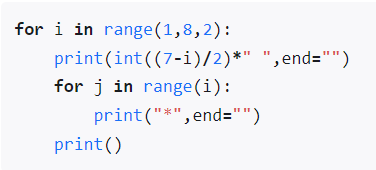 for i in range(1,8,2):
    print(int((7-i)/2)*" ",end="")
    for j in range(i):
        print("*",end="")
    print()